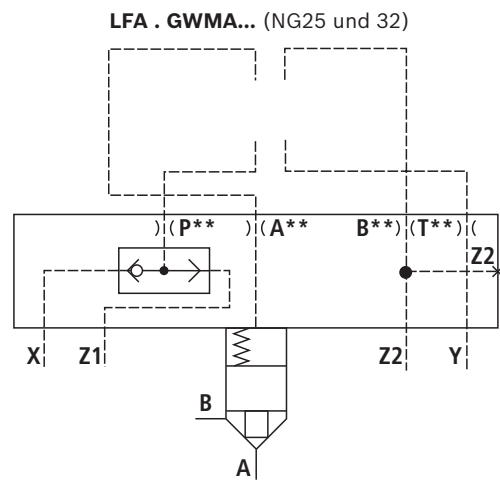 LFA . GWMA... (NG25 und 32)
P** A** B** T**
Z2
X Z1 Z2 Y
B
A